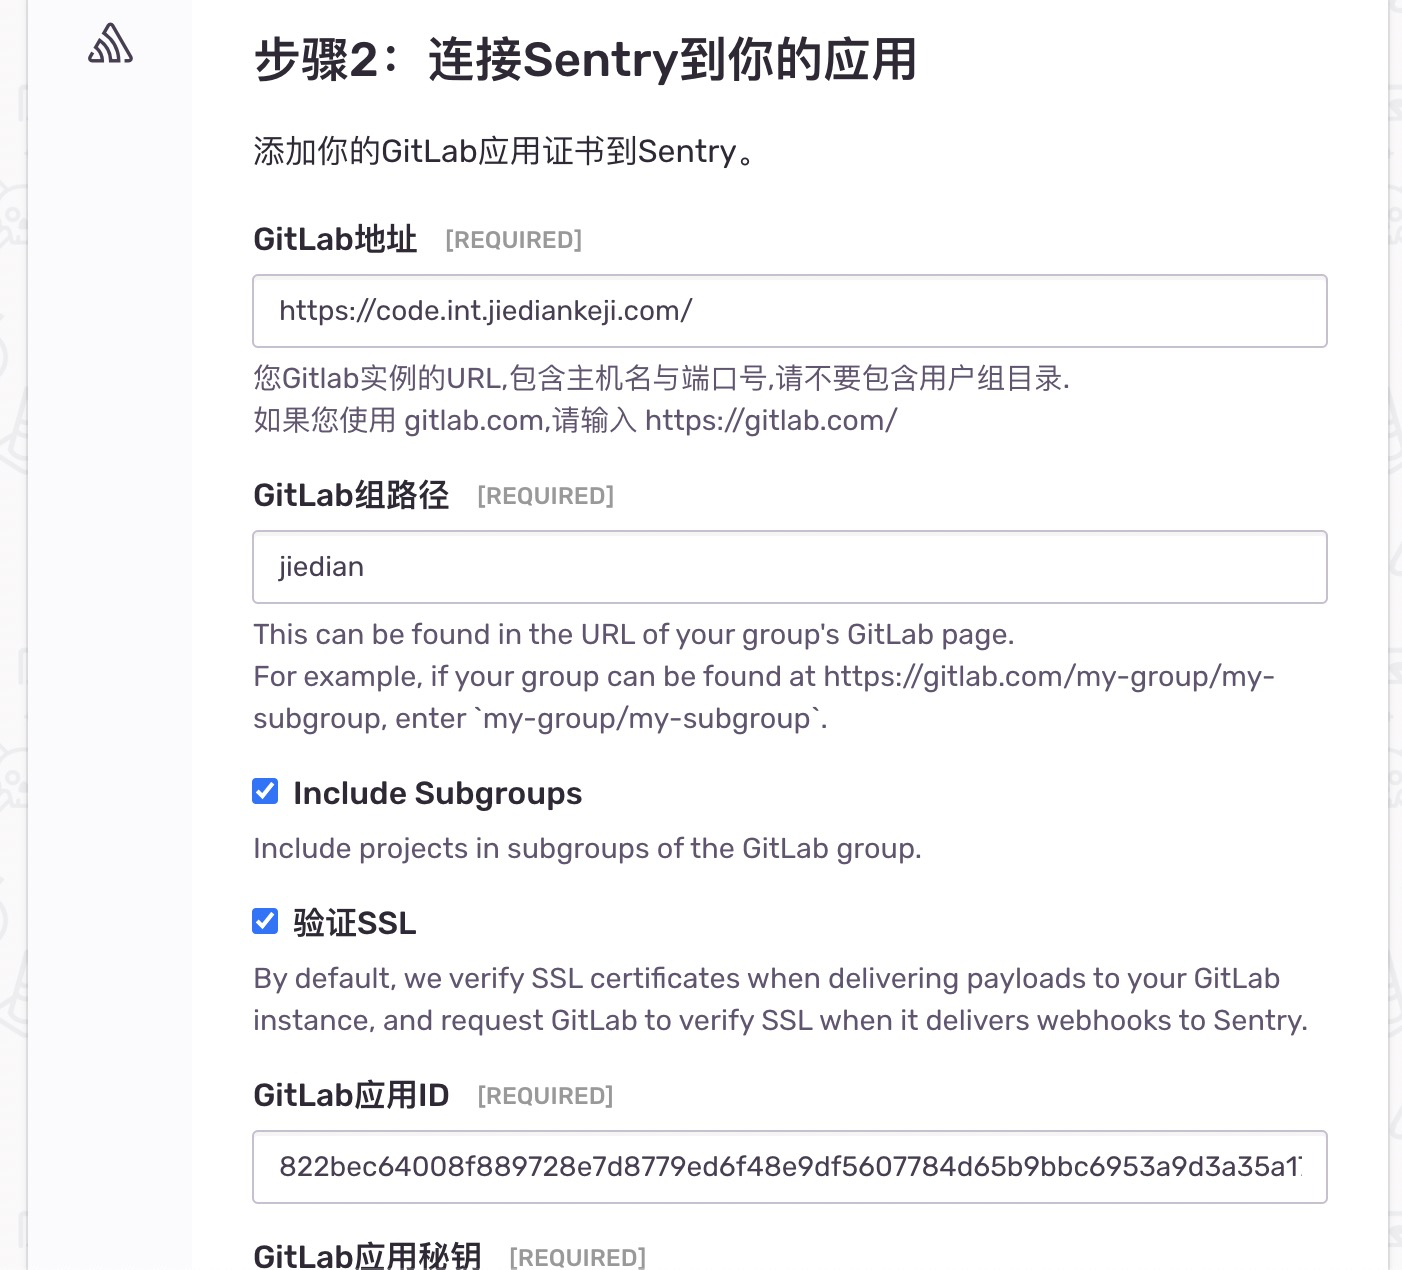 步骤2：连接Sentry到你的应用
添加你的GitLab应用证书到Sentry。
GitLab地址 [REQUIRED]
https://code.int.jiediankeji.com/
您Gitlab实例的URL,包含主机名与端口号,请不要包含用户组目录.
如果您使用 gitlab.com,请输入 https://gitlab.com/
GitLab组路径 [REQUIRED]
jiedian
This can be found in the URL of your group's GitLab page.
For example, if your group can be found at https://gitlab.com/my-group/my-
subgroup, enter `my-group/my-subgroup`.
Include Subgroups
Include projects in subgroups of the GitLab group.
验证SSL
By default, we verify SSL certificates when delivering payloads to your GitLab
instance, and request GitLab to verify SSL when it delivers webhooks to Sentry.
GitLab应用ID [REQUIRED]
822bec64008f889728e7d8779ed6f48e9df5607784d65b9bbc6953a9d3a35a1
GitLab应用秘钥 [REQUIRED]